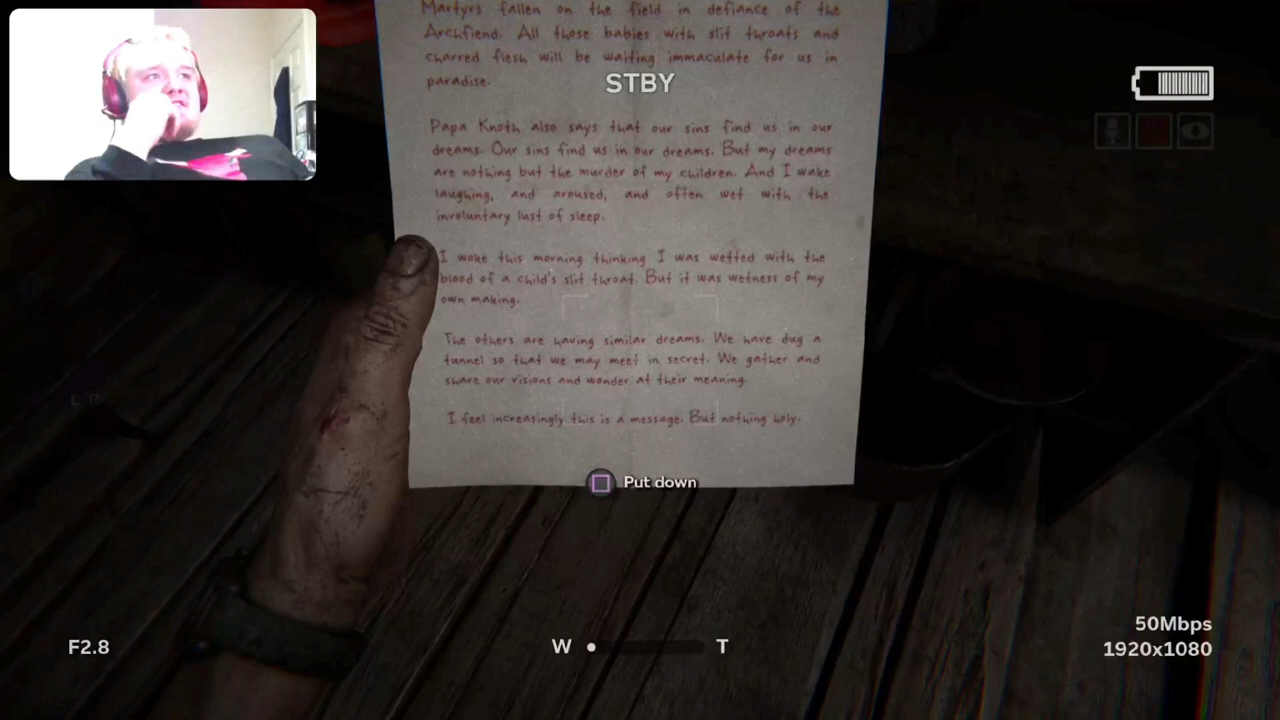 Martyrs fallen on the field in defiance of the
Archfiend. All those babies with slit throats and
charred flesh will be waiting immaculate for us in
paradise.
STBY
Papa Knoth also says that our sins find us in our
dreams. Our sins find us in our dreams. But my dreams
are nothing but the murder of my children. And I wake
laughing, and aroused, and often wet with the
involuntary lust of sleep.
I woke this morning thinking I was wetted with the
blood of a child's slit throat. But it was wetness of my
own making.
The others are having similar dreams. We have dug a
tunnel so that we may meet in secret. We gather and
share our visions and wonder at their meaning.
L R
I feel increasingly this is a message. But nothing holy.
Put down
F2.8
W T
50Mbps
1920x1080